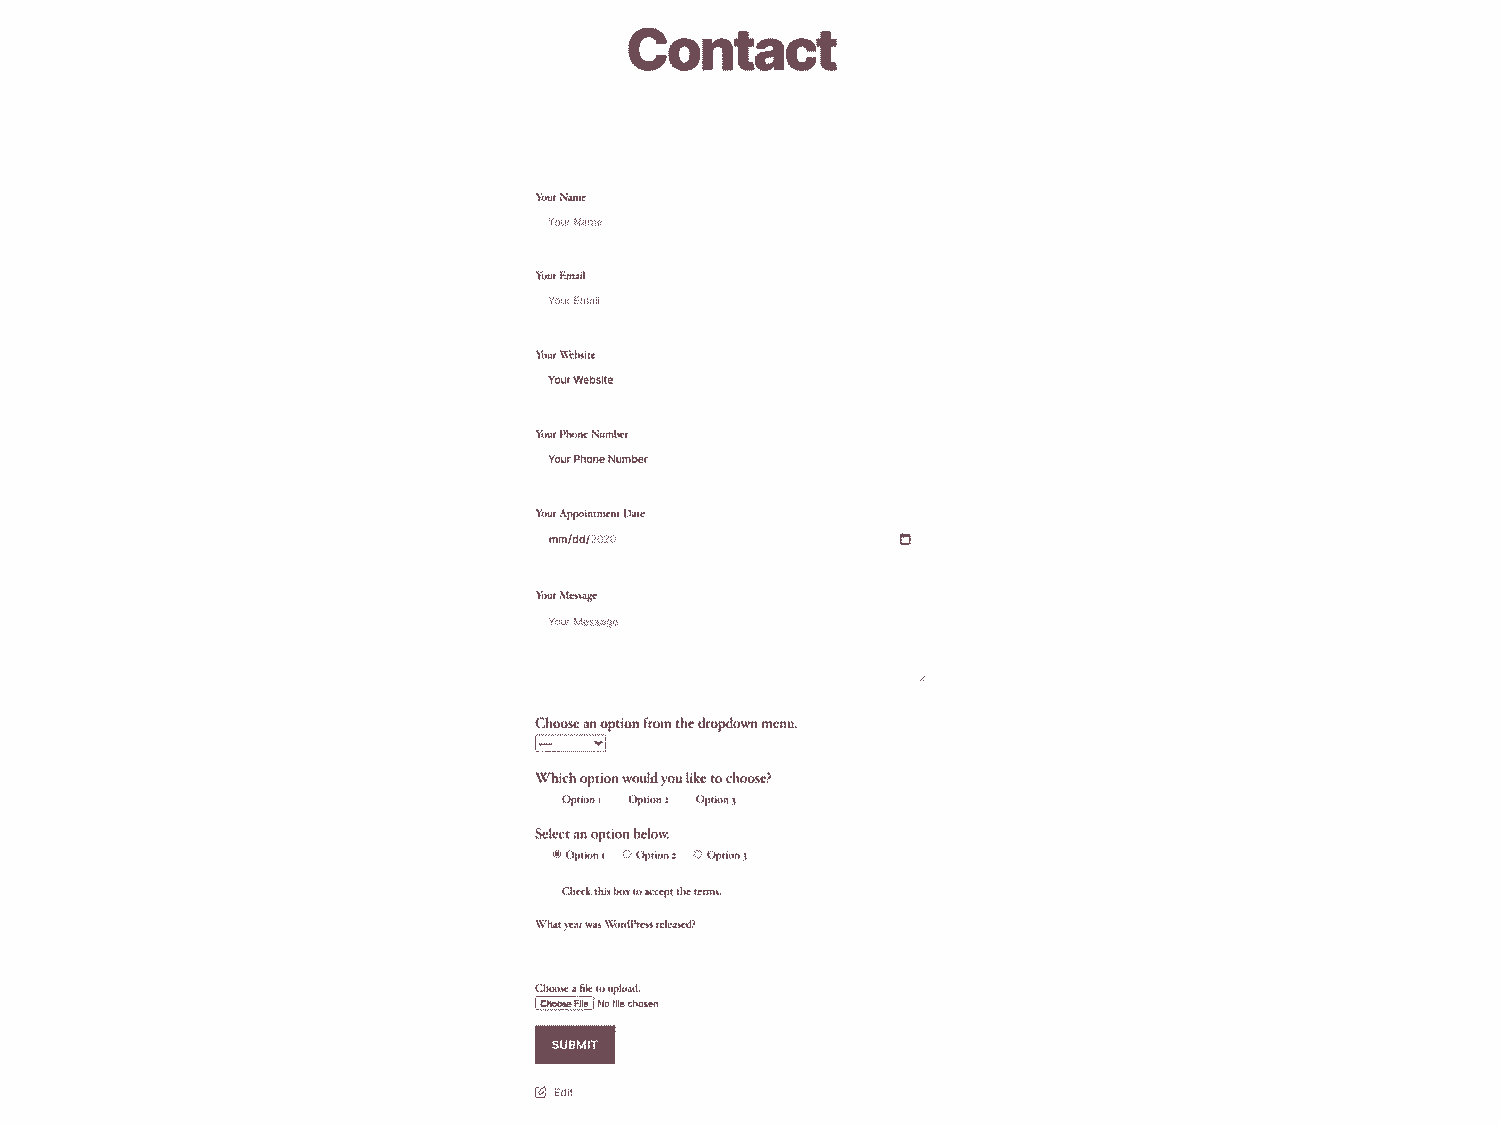 Contact
Your Name
Your Name
Your Email
Your Email
Your Website
Your Website
Your Phone Number
Your Phone Number
Your Appointment Date
mm/dd/2020
Your Message
Your Message
Choose an option from the dropdown menu.
---
Which option would you like to choose?
Option 1 Option 2 Option 3
Select an option below.
Option 1 Option 2 Option 3
Check this box to accept the terms.
What year was WordPress released?
Choose a file to upload.
Choose File No file chosen
SUBMIT
Edit